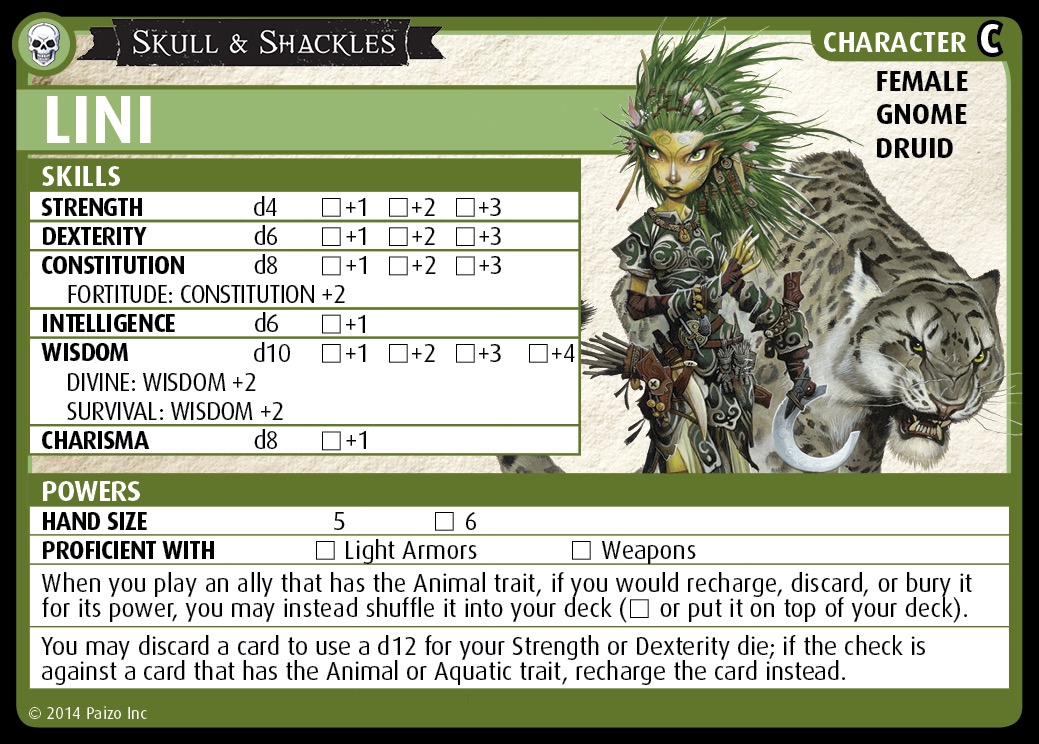 SKULL & SHACKLES
CHARACTER C
FEMALE
GNOME
DRUID
LINI
SKILLS
STRENGTH d4 ☐+1 ☐+2 ☐+3
DEXTERITY d6 ☐+1 ☐+2 ☐+3
CONSTITUTION d8 ☐+1 ☐+2 ☐+3
FORTITUDE: CONSTITUTION +2
INTELLIGENCE d6 ☐+1
WISDOM d10 ☐+1 ☐+2 ☐+3 ☐+4
DIVINE: WISDOM +2
SURVIVAL: WISDOM +2
CHARISMA d8 ☐+1
POWERS
HAND SIZE 5 ☐ 6
PROFICIENT WITH ☐ Light Armors ☐ Weapons
When you play an ally that has the Animal trait, if you would recharge, discard, or bury it
for its power, you may instead shuffle it into your deck (☐ or put it on top of your deck).
You may discard a card to use a d12 for your Strength or Dexterity die; if the check is
against a card that has the Animal or Aquatic trait, recharge the card instead.
© 2014 Paizo Inc